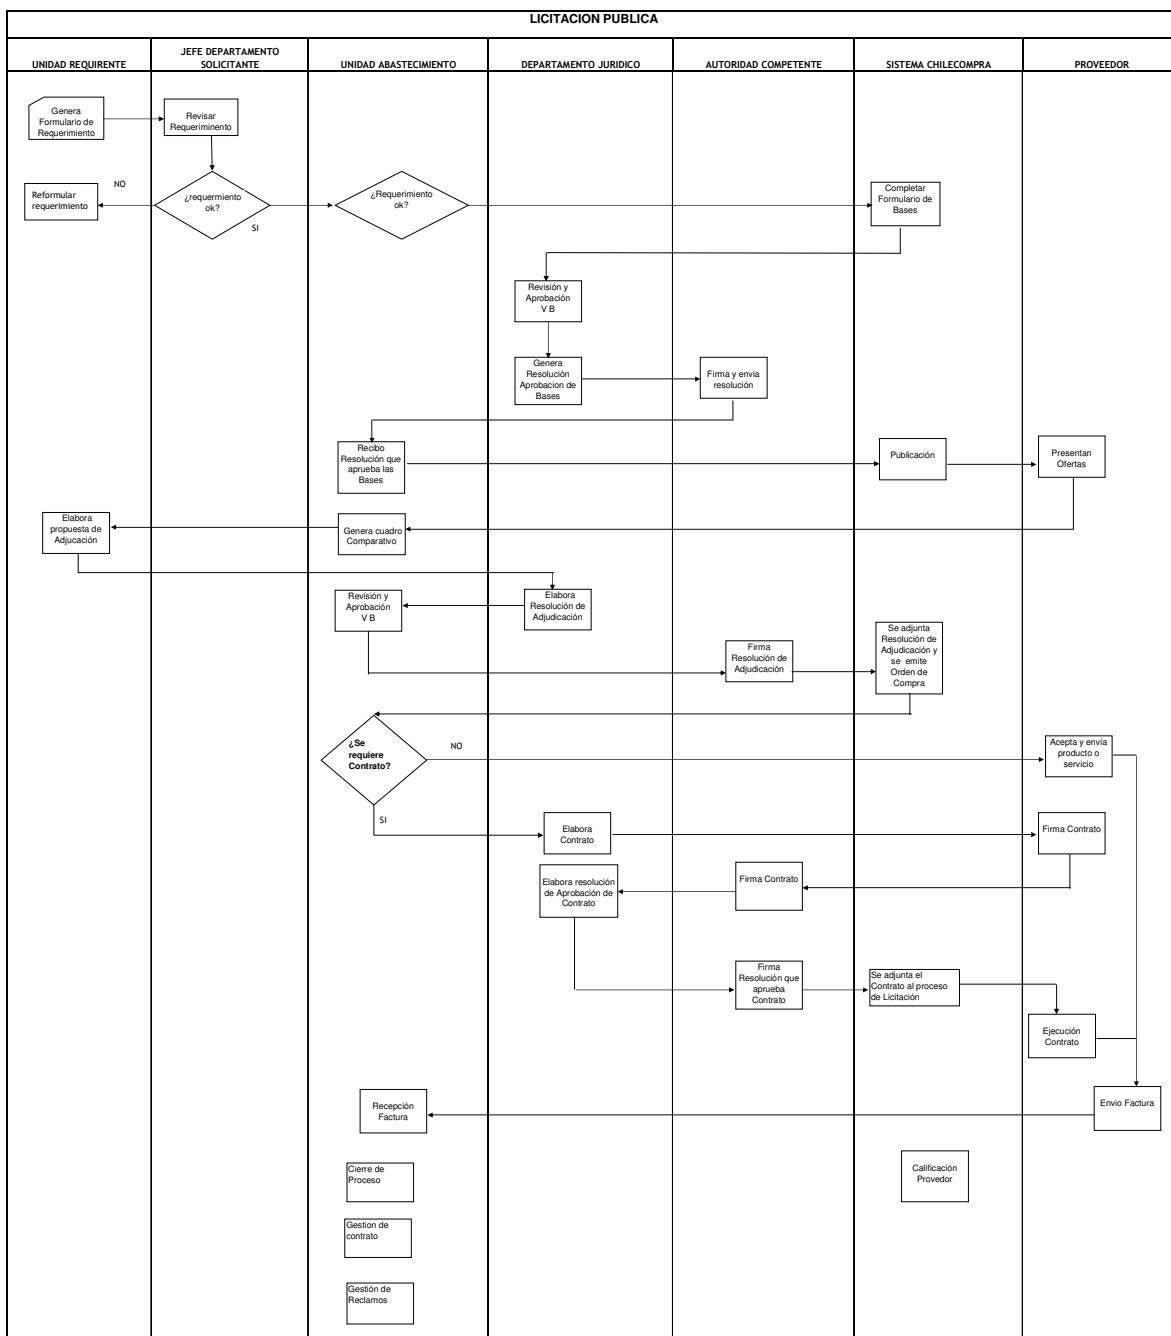 LICITACION PUBLICA
UNIDAD REQUIRENTE
JEFE DEPARTAMENTO
SOLICITANTE
UNIDAD ABASTECIMIENTO
DEPARTAMENTO JURIDICO
AUTORIDAD COMPETENTE
SISTEMA CHILECOMPRA
PROVEEDOR
Genera
Formulario de
Requerimiento
Revisar
Requeriminento
Reformular
requerimiento
NO
¿requermiento
ok?
SI
¿Requerimiento
ok?
Completar
Formulario de
Bases
Revisión y
Aprobación
V B
Genera
Resolución
Aprobacion de
Bases
Firma y envia
resolución
Recibo
Resolución que
aprueba las
Bases
Publicación
Presentan
Ofertas
Elabora
propuesta de
Adjucación
Genera cuadro
Comparativo
Revisión y
Aprobación
V B
Elabora
Resolución de
Adjudicación
Firma
Resolución de
Adjudicación
Se adjunta
Resolución de
Adjudicación y
se emite
Orden de
Compra
¿Se
requiere
Contrato?
NO
Acepta y envía
producto o
servicio
SI
Elabora
Contrato
Firma Contrato
Elabora resolución
de Aprobación de
Contrato
Firma Contrato
Firma
Resolución que
aprueba
Contrato
Se adjunta el
Contrato al proceso
de Licitación
Ejecución
Contrato
Recepción
Factura
Envio Factura
Cierre de
Proceso
Calificación
Provedor
Gestion de
contrato
Gestión de
Reclamos